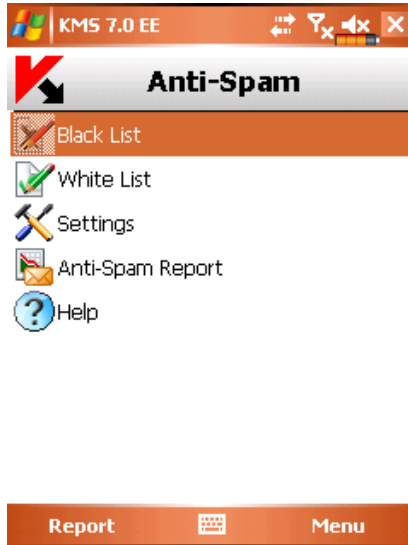 KMS 7.0 EE
Anti-Spam
Black List
White List
Settings
Anti-Spam Report
Help
Report Menu